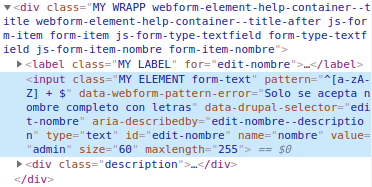 ▼<div class="MY WRAPP webform-element-help-container--t
itle webform-element-help-container--title-after js-for
m-item form-item js-form-type-textfield form-type-textf
ield js-form-item-nombre form-item-nombre">
▶<label class="MY LABEL" for="edit-nombre">…</label>
<input class="MY ELEMENT form-text" pattern="^[a-zA-
Z] + $" data-webform-pattern-error="Solo se acepta n
ombre completo con letras" data-drupal-selector="edi
t-nombre" aria-describedby="edit-nombre--descriptio
n" type="text" id="edit-nombre" name="nombre" value=
"admin" size="60" maxlength="255"> == $0
▶<div class="description">…</div>
</div>